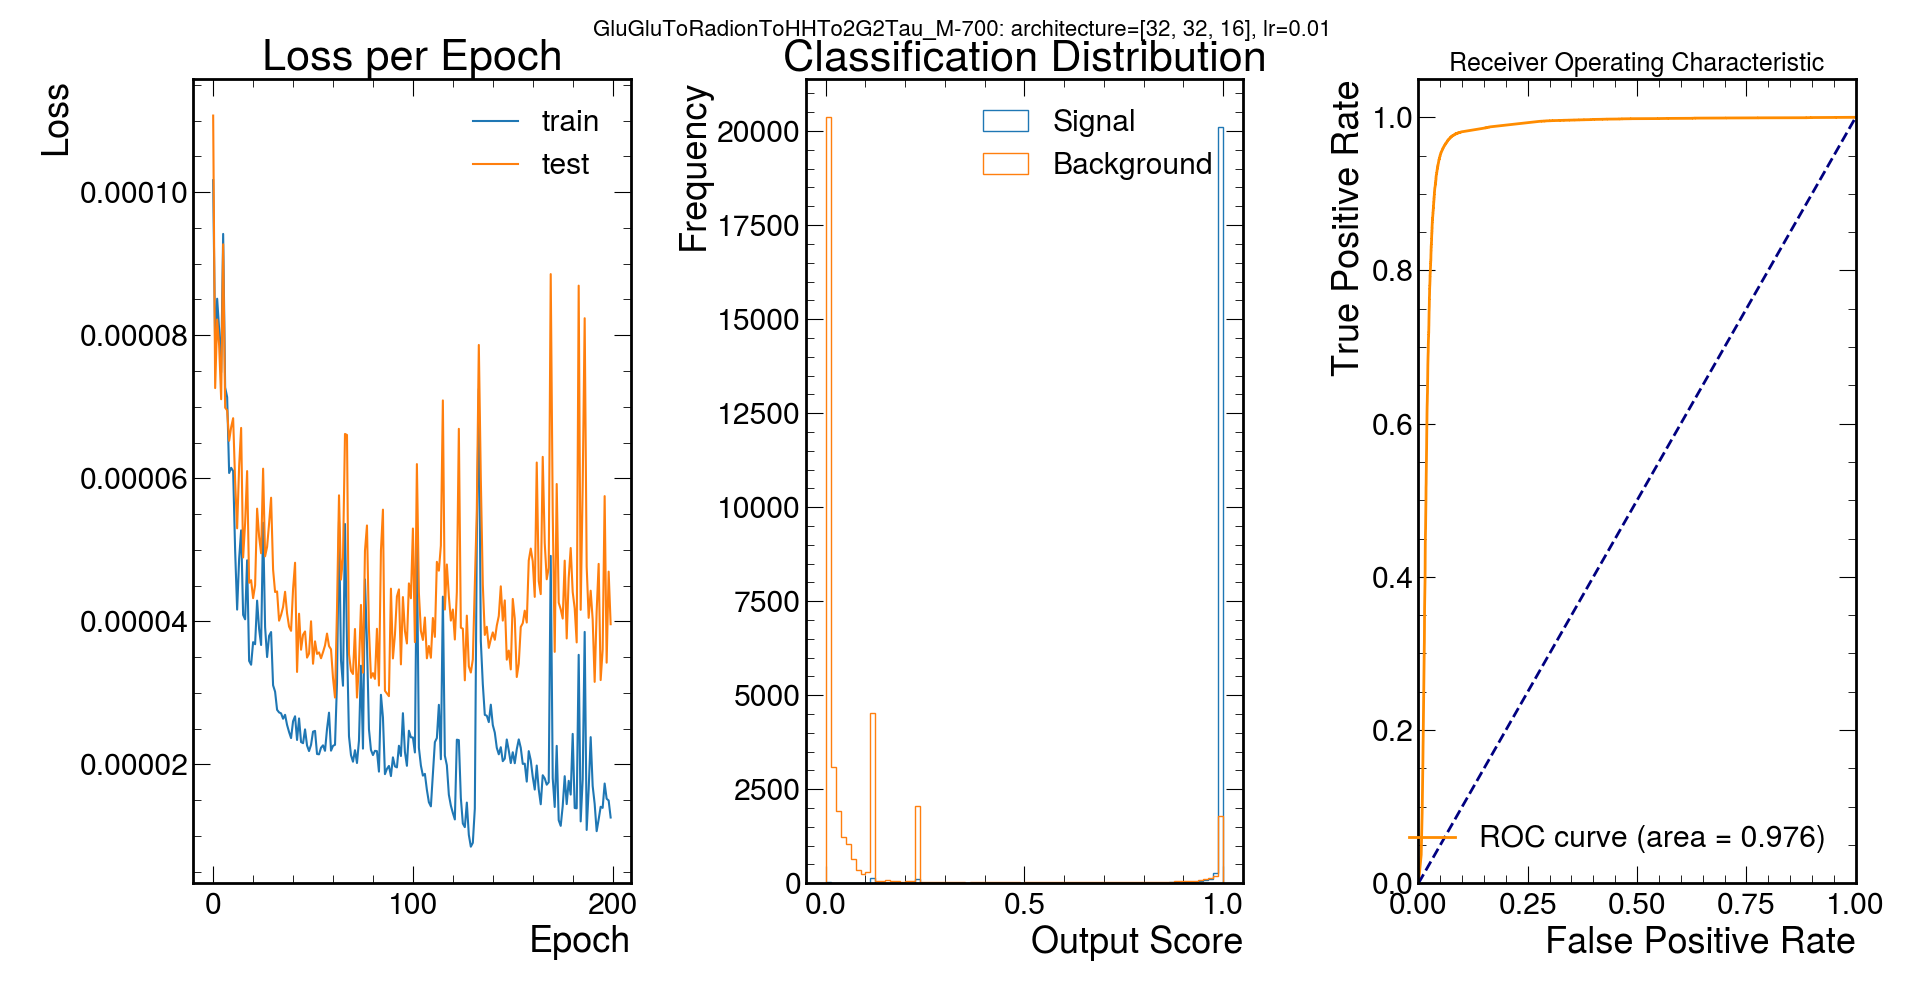 GluGluToRadionToHHTo2G2Tau_M-700: architecture=[32, 32, 16], lr=0.01
Loss per Epoch
Loss
train
test
0.00010
0.00008
0.00006
0.00004
0.00002
0
100
200
Epoch
Classification Distribution
Frequency
Signal
Background
20000
17500
15000
12500
10000
7500
5000
2500
0
0.0
0.5
1.0
Output Score
Receiver Operating Characteristic
True Positive Rate
1.0
0.8
0.6
0.4
0.2
0.0
ROC curve (area = 0.976)
0.00
0.25
0.50
0.75
1.00
False Positive Rate